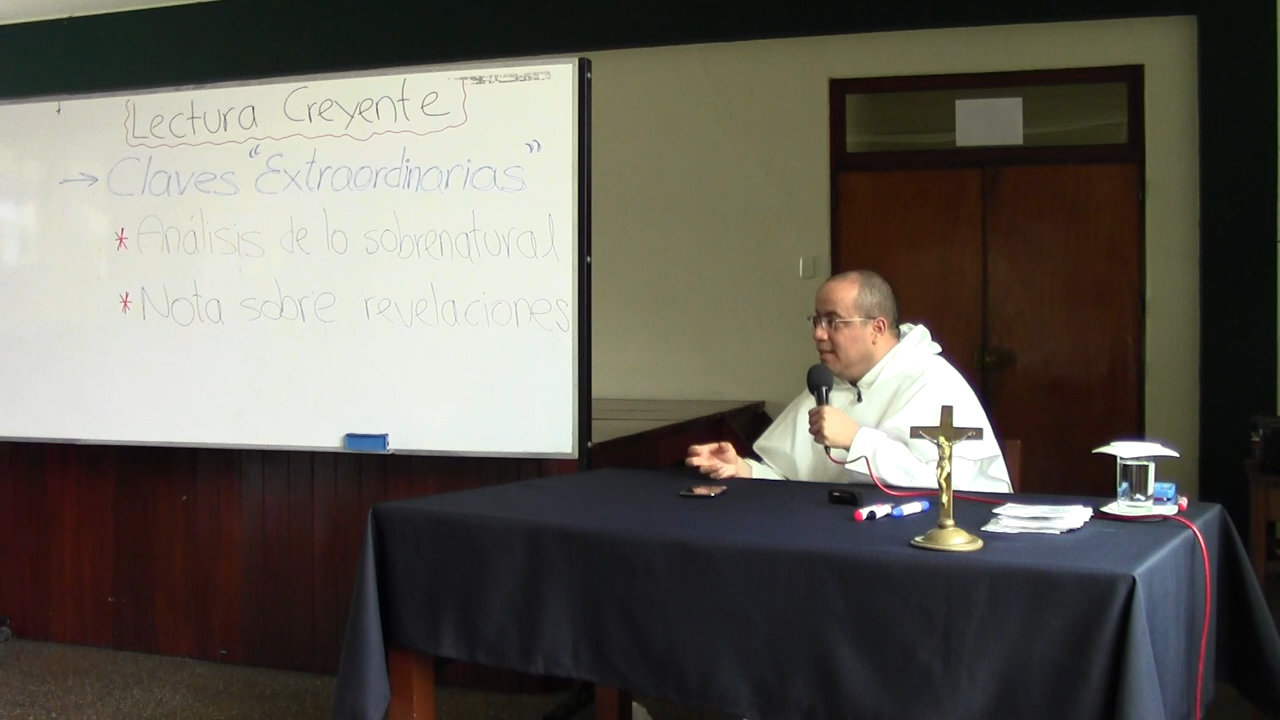 Lectura Creyente
→ Claves "Extraordinarias"
* Análisis de lo sobrenatural
* Nota sobre revelaciones